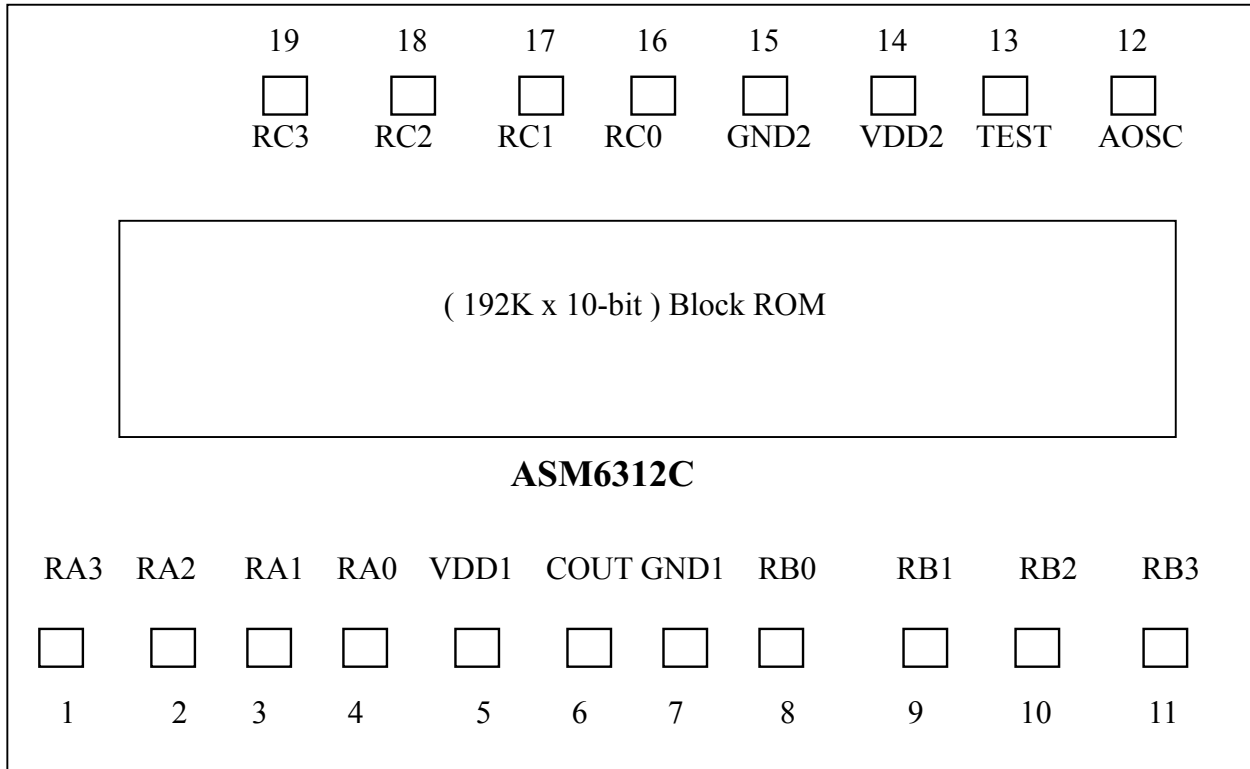 19 18 17 16 15 14 13 12
RC3 RC2 RC1 RC0 GND2 VDD2 TEST AOSC
( 192K x 10-bit ) Block ROM
ASM6312C
RA3 RA2 RA1 RA0 VDD1 COUT GND1 RB0 RB1 RB2 RB3
1 2 3 4 5 6 7 8 9 10 11